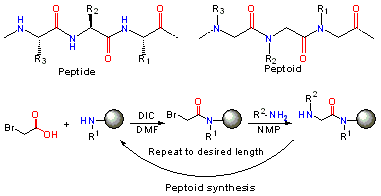 H N O R2 H N O
R3 N H O R1
Peptide
R3 N O R1 N O
N R2 O
Peptoid
Br O OH + HN R1 DIC DMF Br O N R1 R2-NH2 NMP R2 HN O N R1
Repeat to desired length
Peptoid synthesis